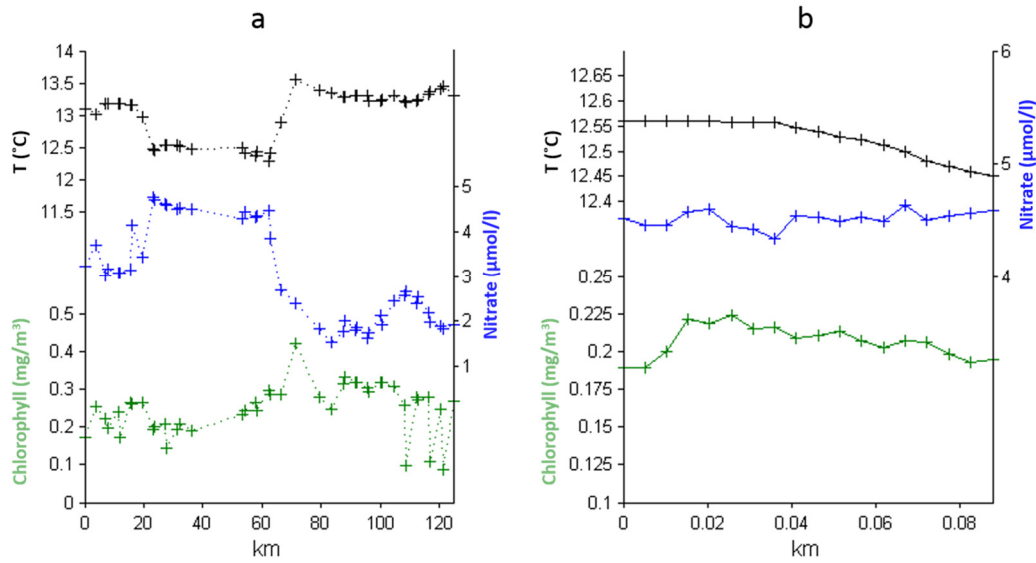 a
14
13.5
13
12.5
12
11.5
T (°C)
5
4
3
2
1
Nitrate (µmol/l)
0.5
0.4
0.3
0.2
0.1
0
Chlorophyll (mg/m³)
0 20 40 60 80 100 120
km
b
12.65
12.6
12.55
12.5
12.45
12.4
T (°C)
6
5
4
Nitrate (µmol/l)
0.25
0.225
0.2
0.175
0.15
0.125
0.1
Chlorophyll (mg/m³)
0 0.02 0.04 0.06 0.08
km